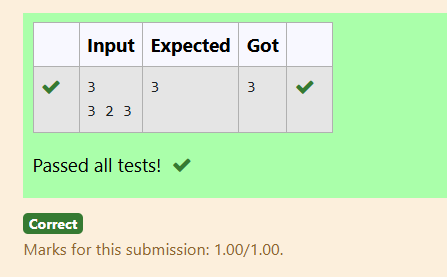 Input Expected Got
3 3 3
3 2 3
Passed all tests!
Correct
Marks for this submission: 1.00/1.00.